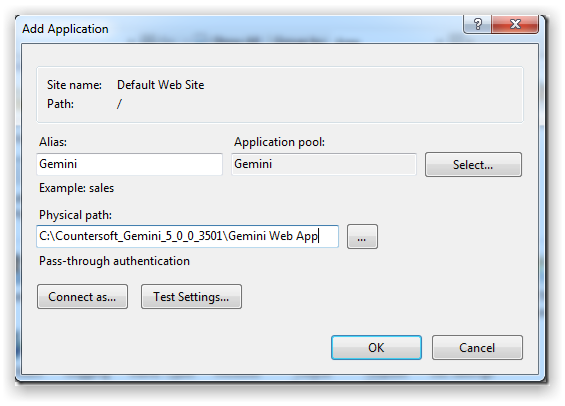 Add Application
?
Site name: Default Web Site
Path: /
Alias: Application pool:
Gemini Gemini Select...
Example: sales
Physical path:
C:\Countersoft_Gemini_5_0_0_3501\Gemini Web App ...
Pass-through authentication
Connect as... Test Settings...
OK Cancel